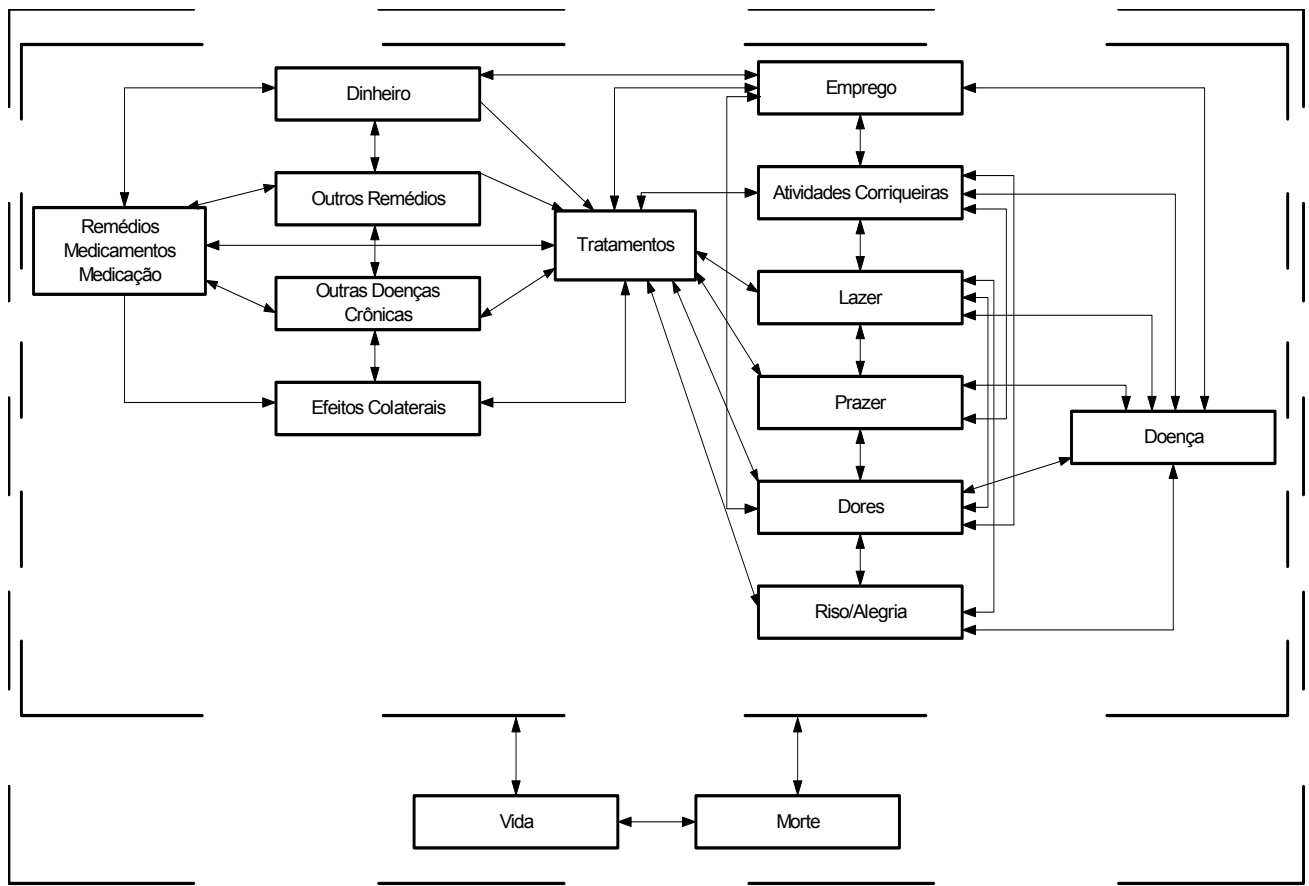 Dinheiro
Emprego
Outros Remédios
Atividades Corriqueiras
Remédios
Medicamentos
Medicação
Tratamentos
Outras Doenças
Crônicas
Lazer
Efeitos Colaterais
Prazer
Doença
Dores
Riso/Alegria
Vida
Morte